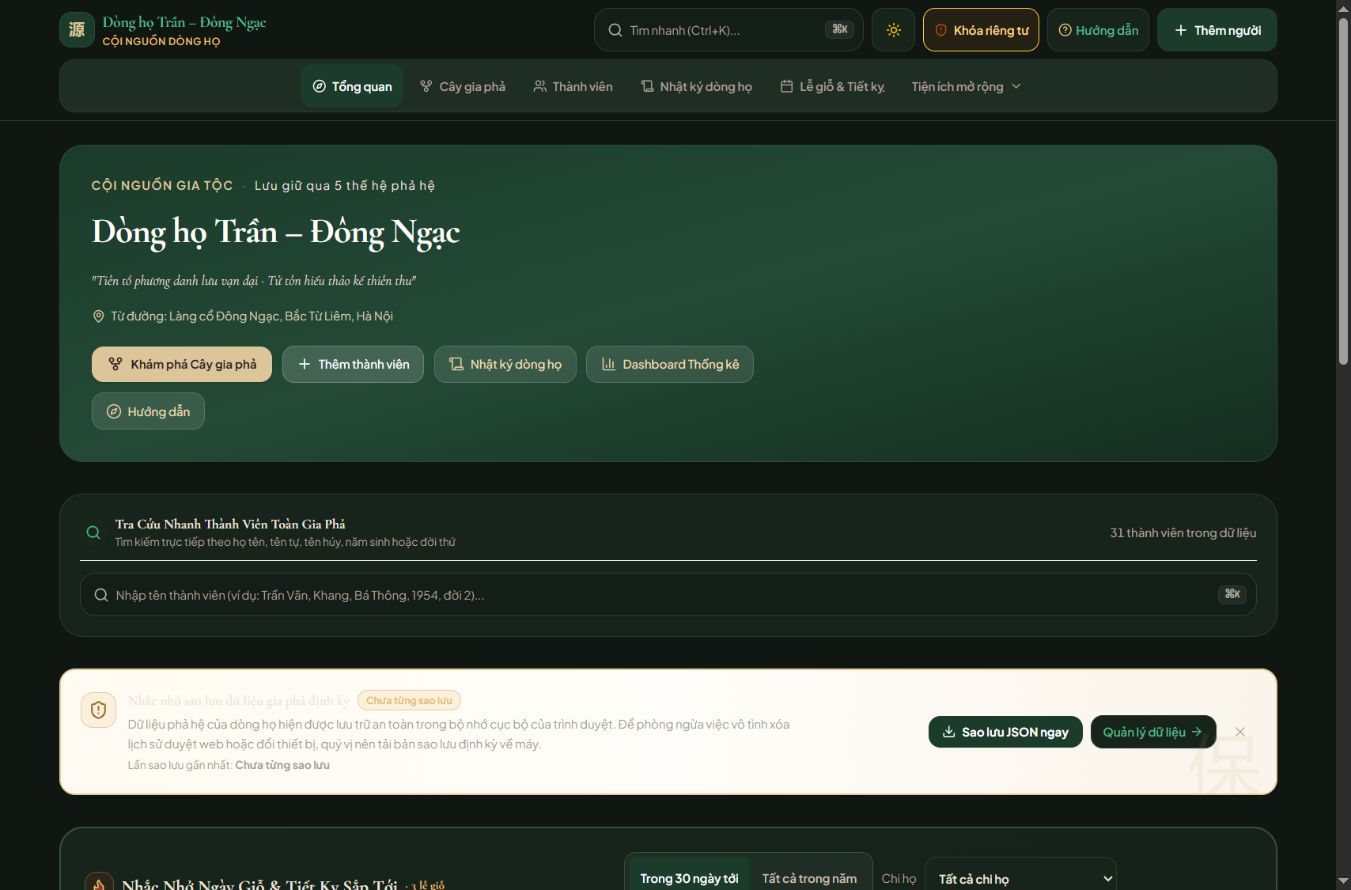 源
Dòng họ Trần – Đông Ngạc
CỘI NGUỒN DÒNG HỌ
Tìm nhanh (Ctrl+K)...
⌘K
Khóa riêng tư
Hướng dẫn
Thêm người
Tổng quan
Cây gia phả
Thành viên
Nhật ký dòng họ
Lễ giỗ & Tiết kỵ
Tiện ích mở rộng
CỘI NGUỒN GIA TỘC · Lưu giữ qua 5 thế hệ phả hệ
Dòng họ Trần – Đông Ngạc
"Tiên tổ phương danh lưu vạn đại · Tử tôn hiếu thảo kế thiên thu"
Từ đường: Làng cổ Đông Ngạc, Bắc Từ Liêm, Hà Nội
Khám phá Cây gia phả
Thêm thành viên
Nhật ký dòng họ
Dashboard Thống kê
Hướng dẫn
Tra Cứu Nhanh Thành Viên Toàn Gia Phả
Tìm kiếm trực tiếp theo họ tên, tên tự, tên húy, năm sinh hoặc đời thứ
31 thành viên trong dữ liệu
Nhập tên thành viên (ví dụ: Trần Văn, Khang, Bá Thông, 1954, đời 2)...
⌘K
Nhắc nhở sao lưu dữ liệu gia phả định kỳ
Chưa từng sao lưu
Dữ liệu phả hệ của dòng họ hiện được lưu trữ an toàn trong bộ nhớ cục bộ của trình duyệt. Để phòng ngừa việc vô tình xóa
lịch sử duyệt web hoặc đổi thiết bị, quý vị nên tải bản sao lưu định kỳ về máy.
Lần sao lưu gần nhất: Chưa từng sao lưu
Sao lưu JSON ngay
Quản lý dữ liệu →
保
Nhắc Nhở Ngày Giỗ & Tiết Kỵ Sắp Tới · 3 lễ giỗ
Trong 30 ngày tới
Tất cả trong năm
Chi họ
Tất cả chi họ